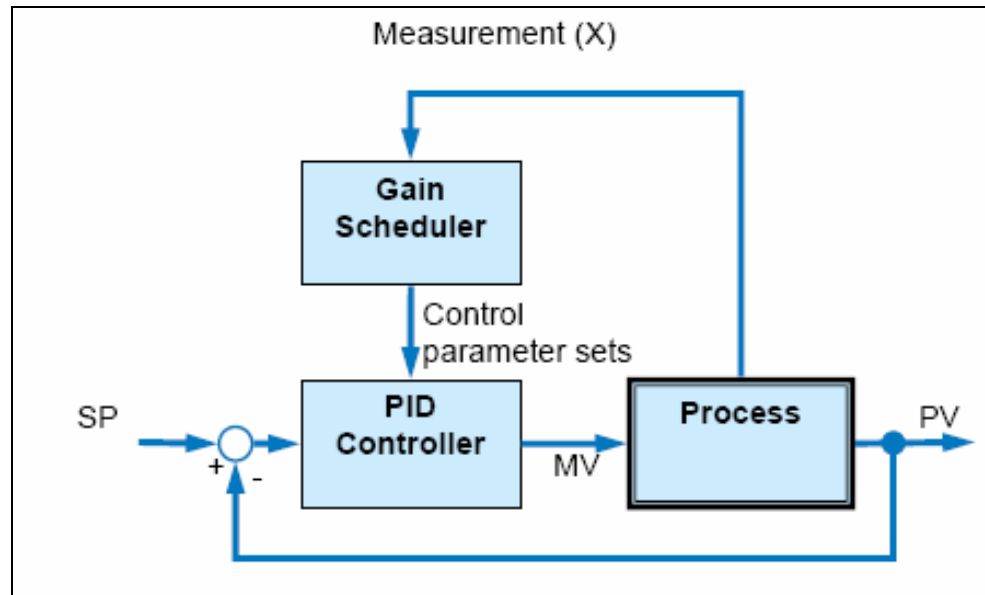 Measurement (X)
Gain
Scheduler
Control
parameter sets
SP
+
-
PID
Controller
MV
Process
PV